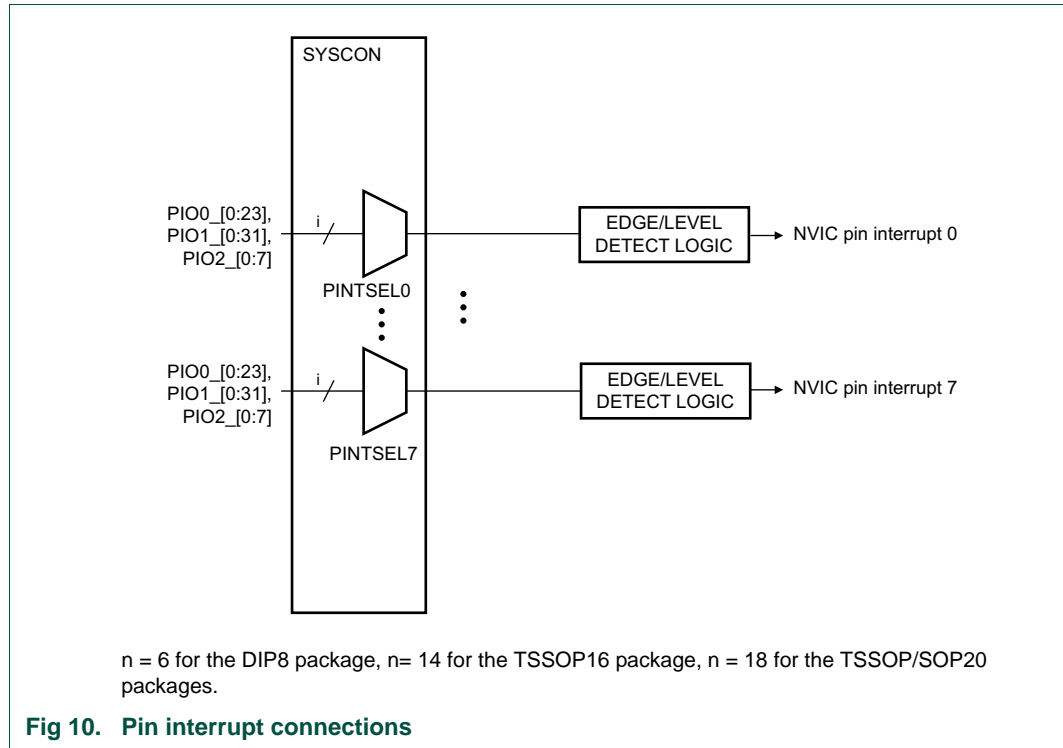 SYSCON
PIO0_[0:23],
PIO1_[0:31],
PIO2_[0:7]
i
PINTSEL0
EDGE/LEVEL
DETECT LOGIC
NVIC pin interrupt 0
PIO0_[0:23],
PIO1_[0:31],
PIO2_[0:7]
i
PINTSEL7
EDGE/LEVEL
DETECT LOGIC
NVIC pin interrupt 7
n = 6 for the DIP8 package, n= 14 for the TSSOP16 package, n = 18 for the TSSOP/SOP20
packages.
Fig 10. Pin interrupt connections